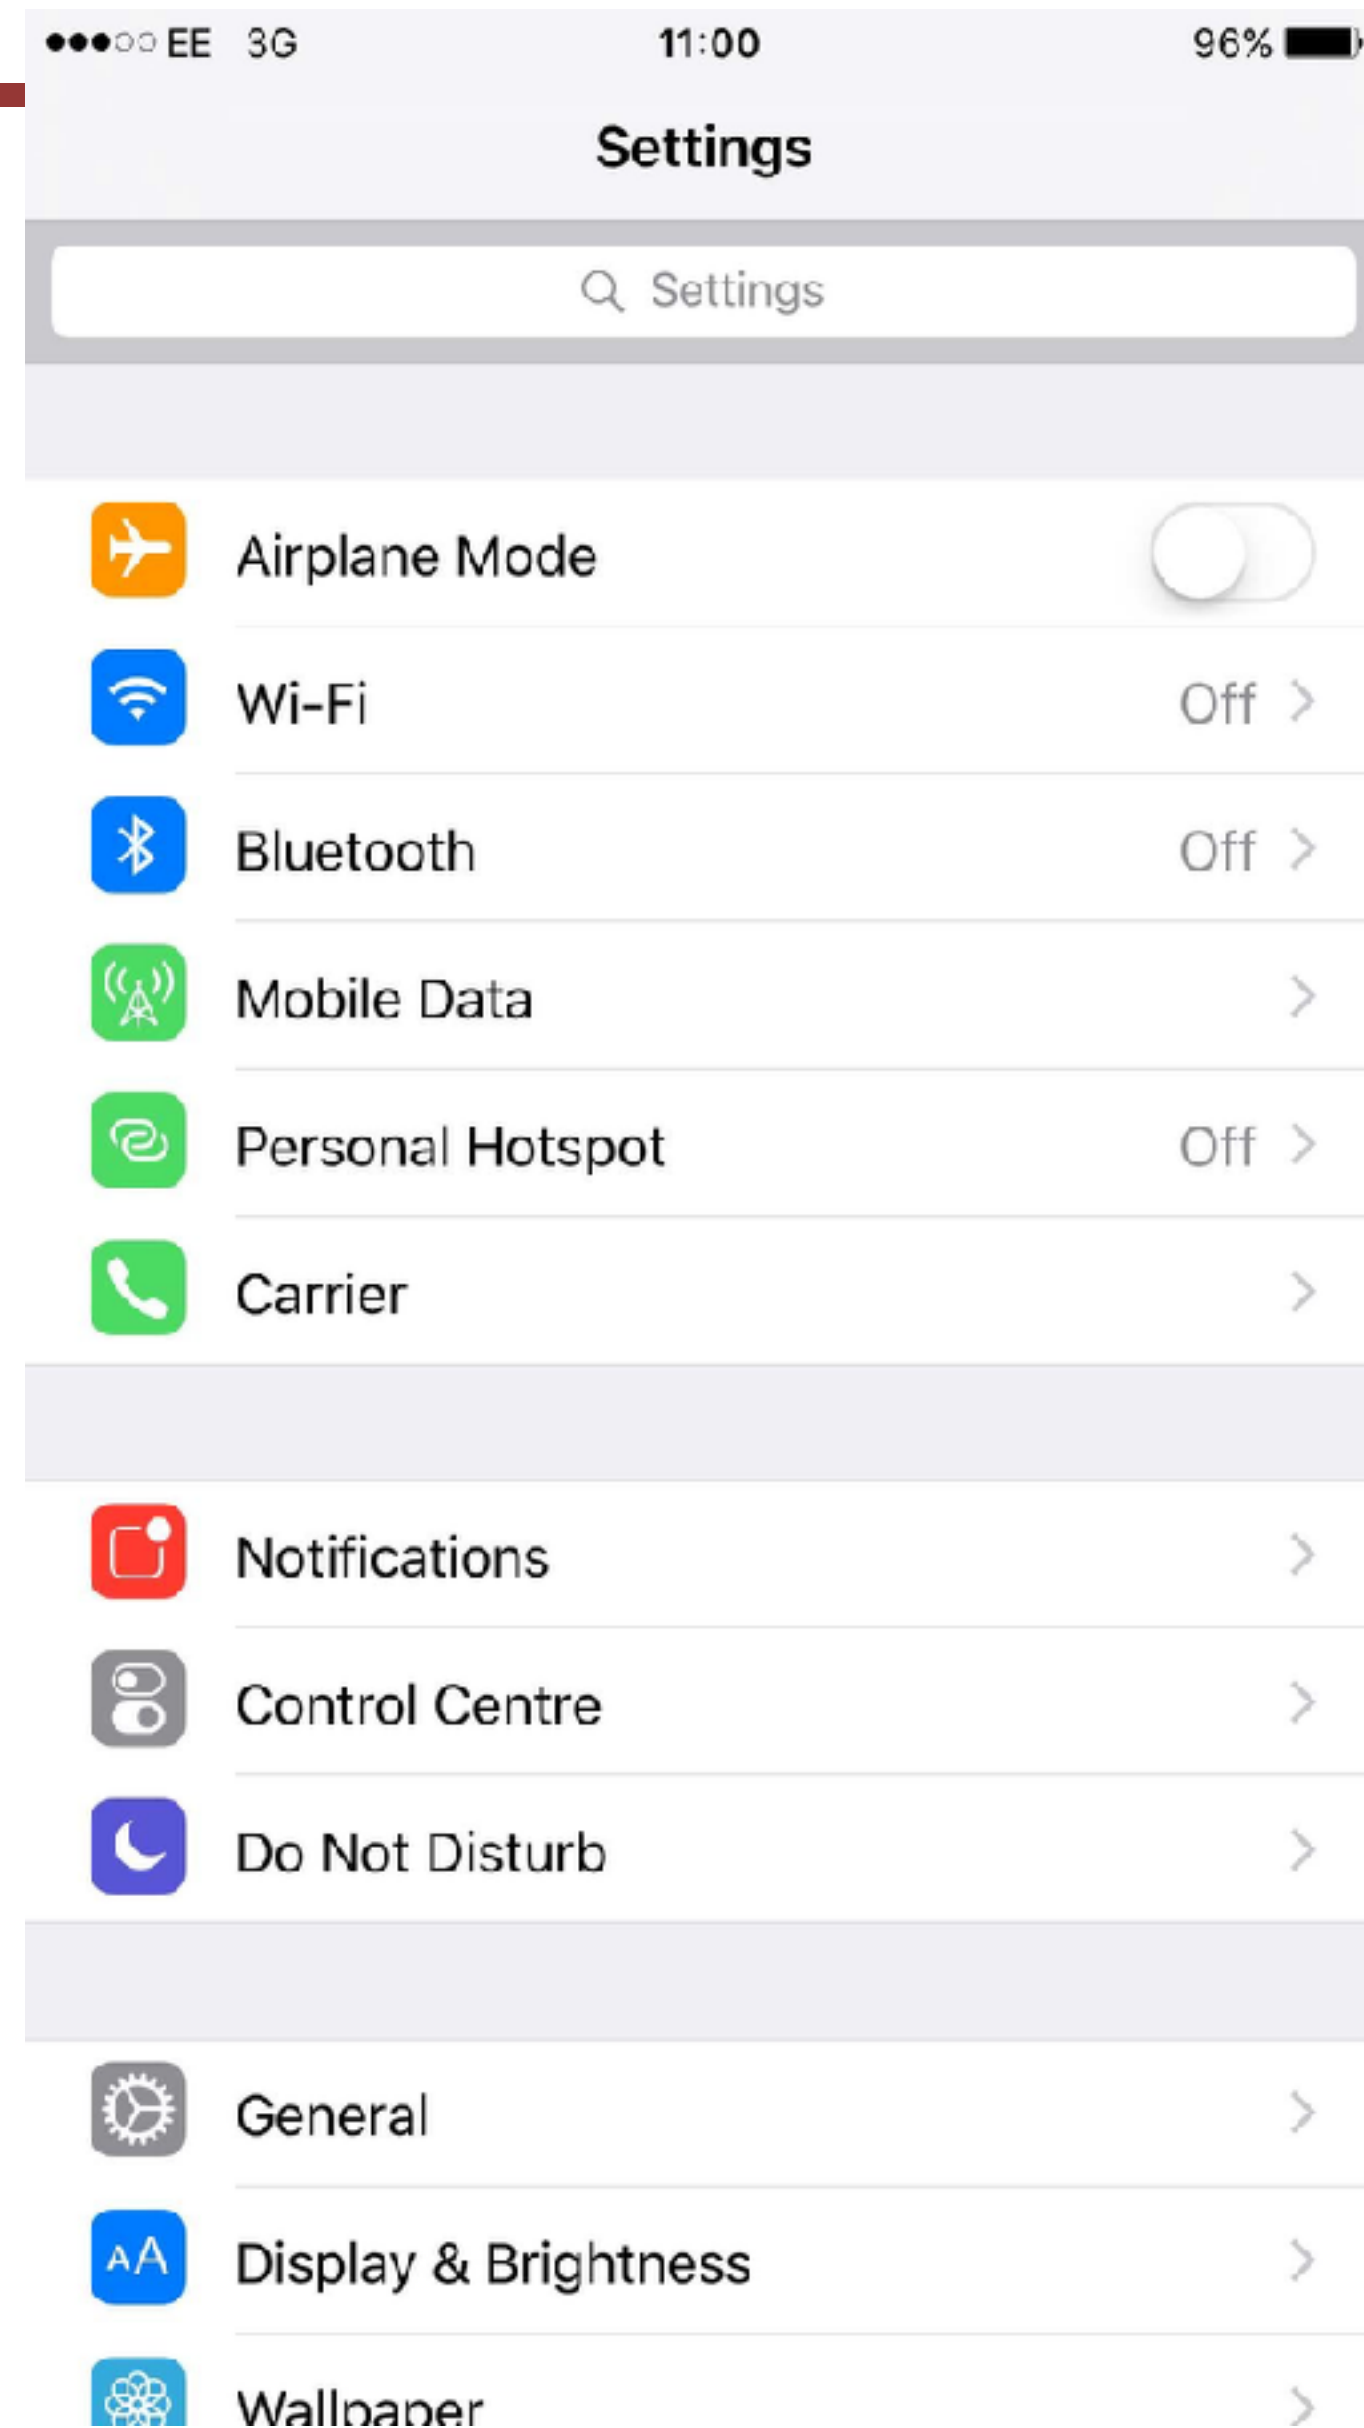 EE 3G 11:00 96%
Settings
Settings
Airplane Mode
Wi-Fi Off
Bluetooth Off
Mobile Data
Personal Hotspot Off
Carrier
Notifications
Control Centre
Do Not Disturb
General
AA Display & Brightness
Wallpaper